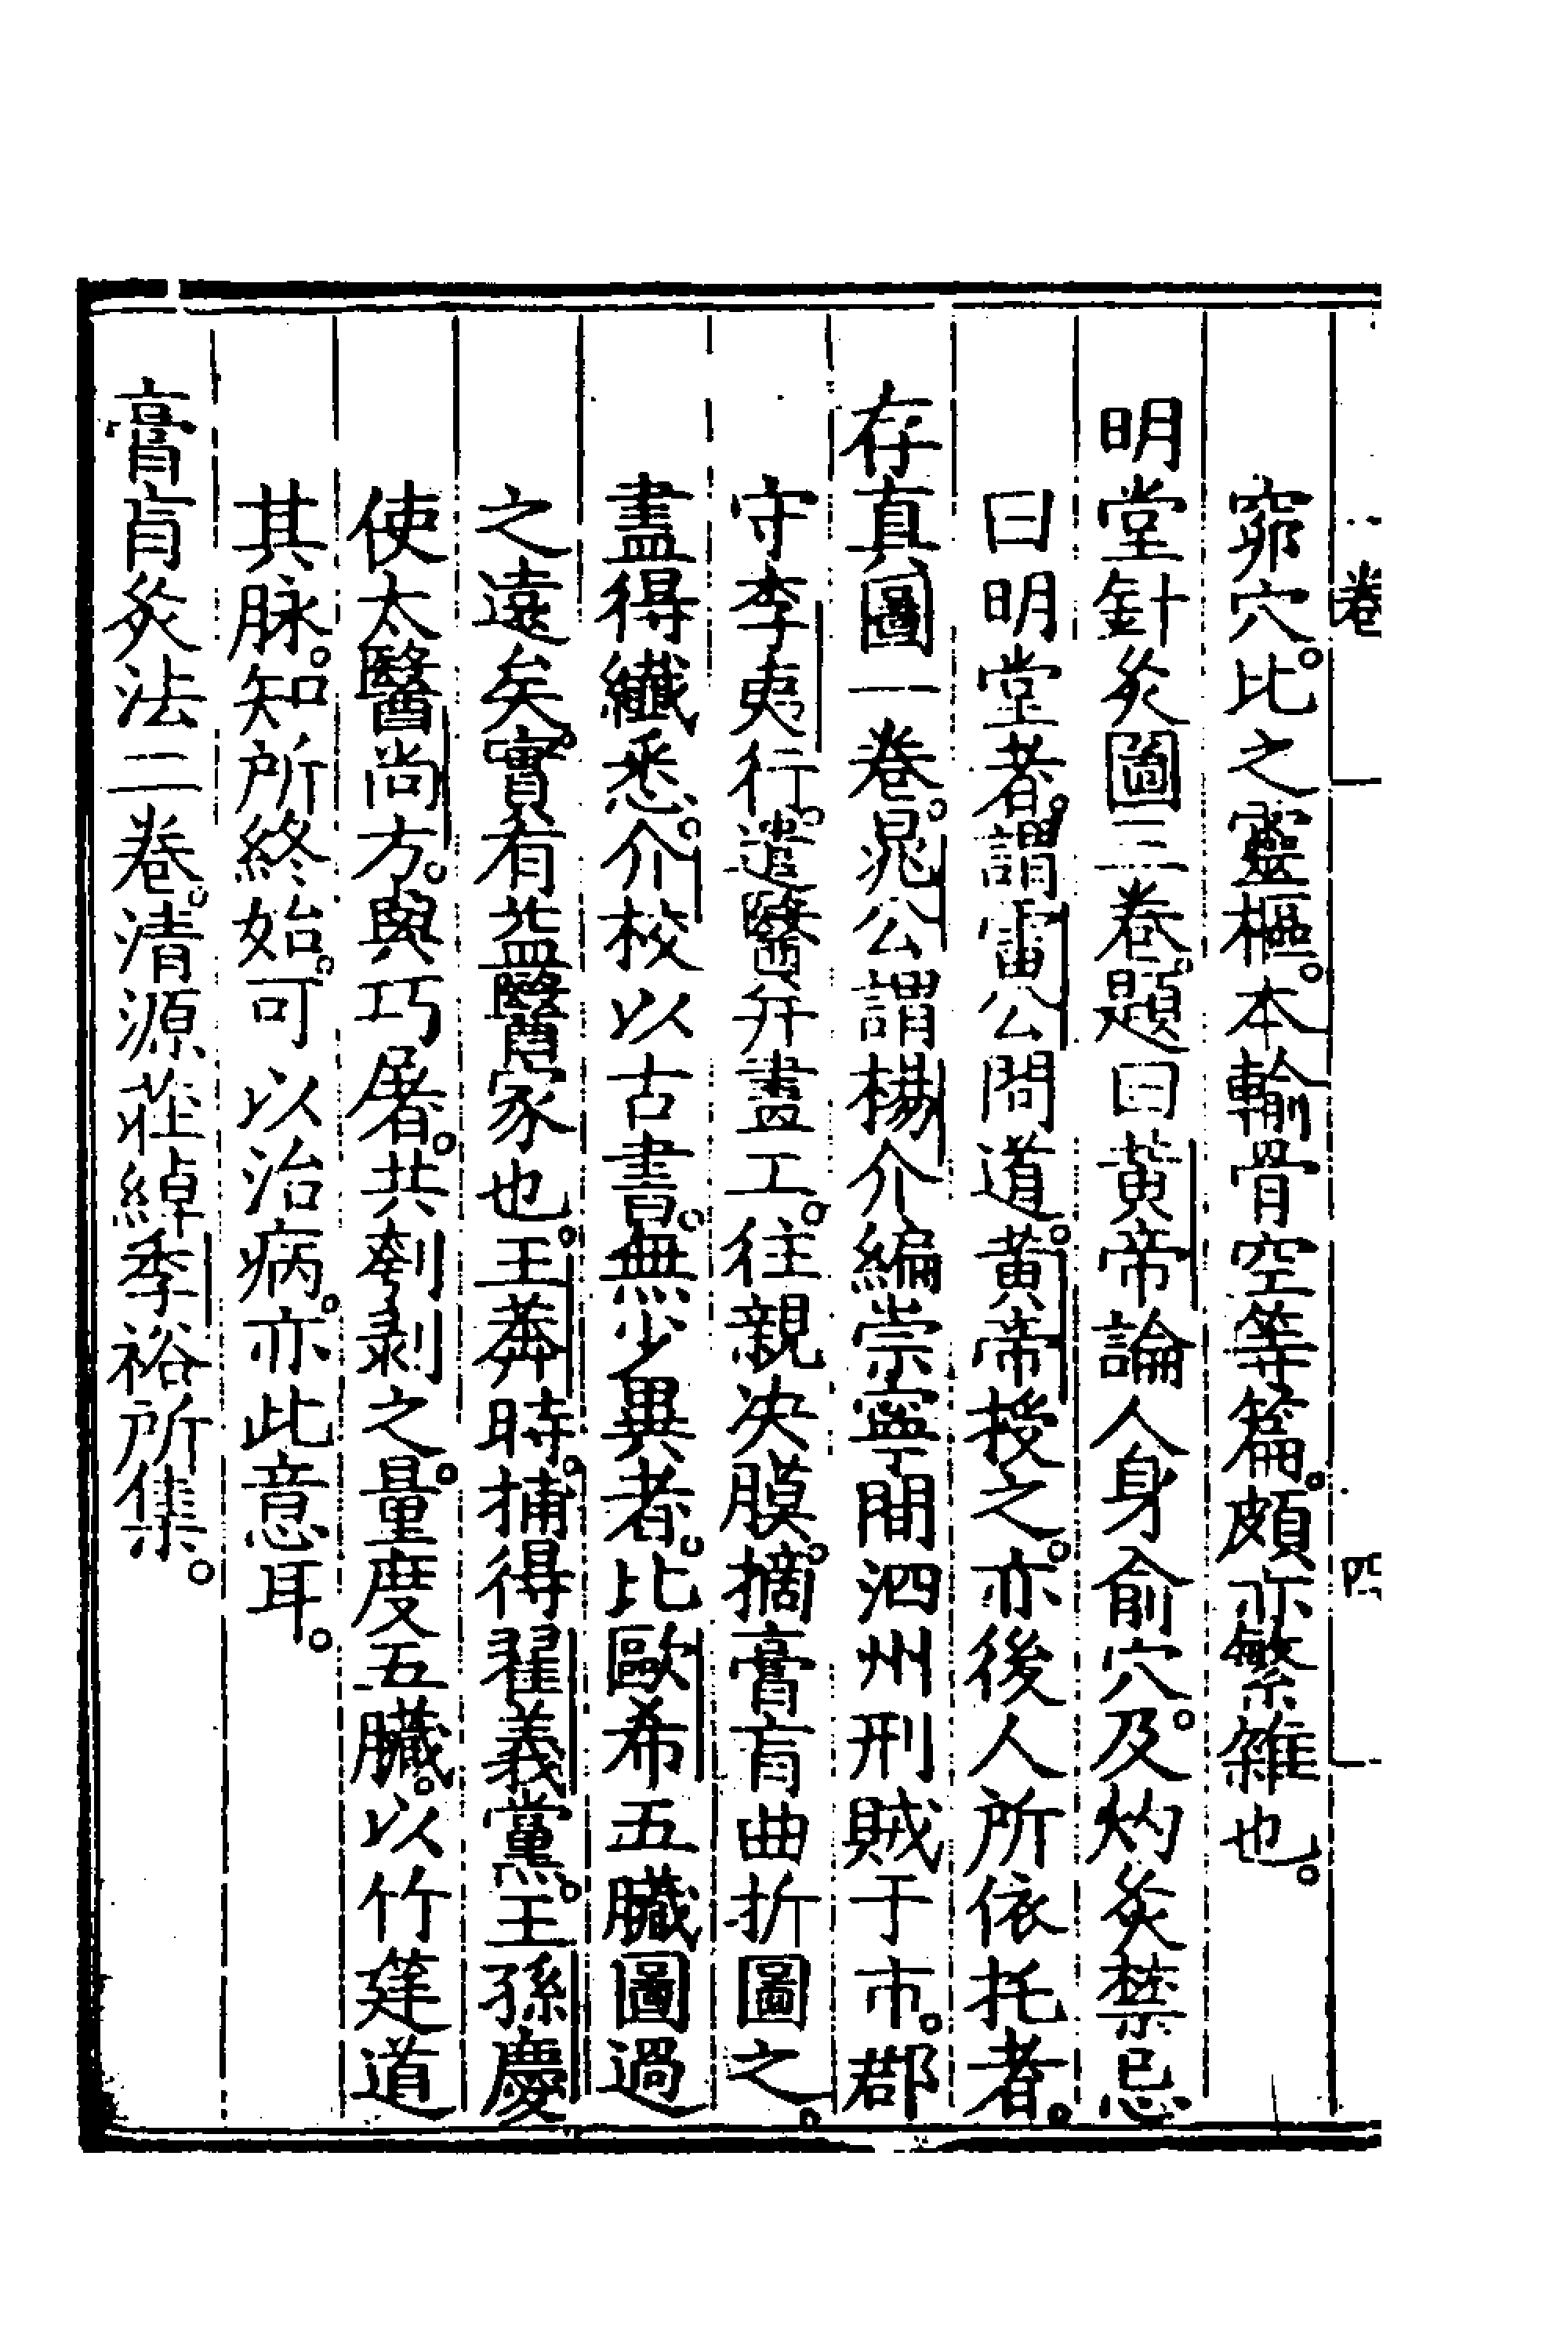 卷一　四
窌穴。比之靈樞。本輸骨空等篇。頗亦繁雜也。
明堂針灸圖三卷。題曰黃帝論人身俞穴。及灼灸禁忌
曰明堂者。謂雷公問道。黃帝授之。亦後人所依托者。
存真圖一卷。晁公謂楊介編崇寧間泗州刑賊于市。郡
守李夷行。遣醫并畫工。往親决膜。摘膏肓曲折圖之。
盡得纖悉。介校以古書。無少異者。比歐希五臟圖過
之遠矣。實有益醫家也。王莽時。捕得翟義黨。王孫慶
使太醫尚方。與巧屠。共刳剥之。量度五臟。以竹筳道
其脉。知所終始。可以治病。亦此意耳。
膏肓灸法二卷。清源莊綽季裕所集。